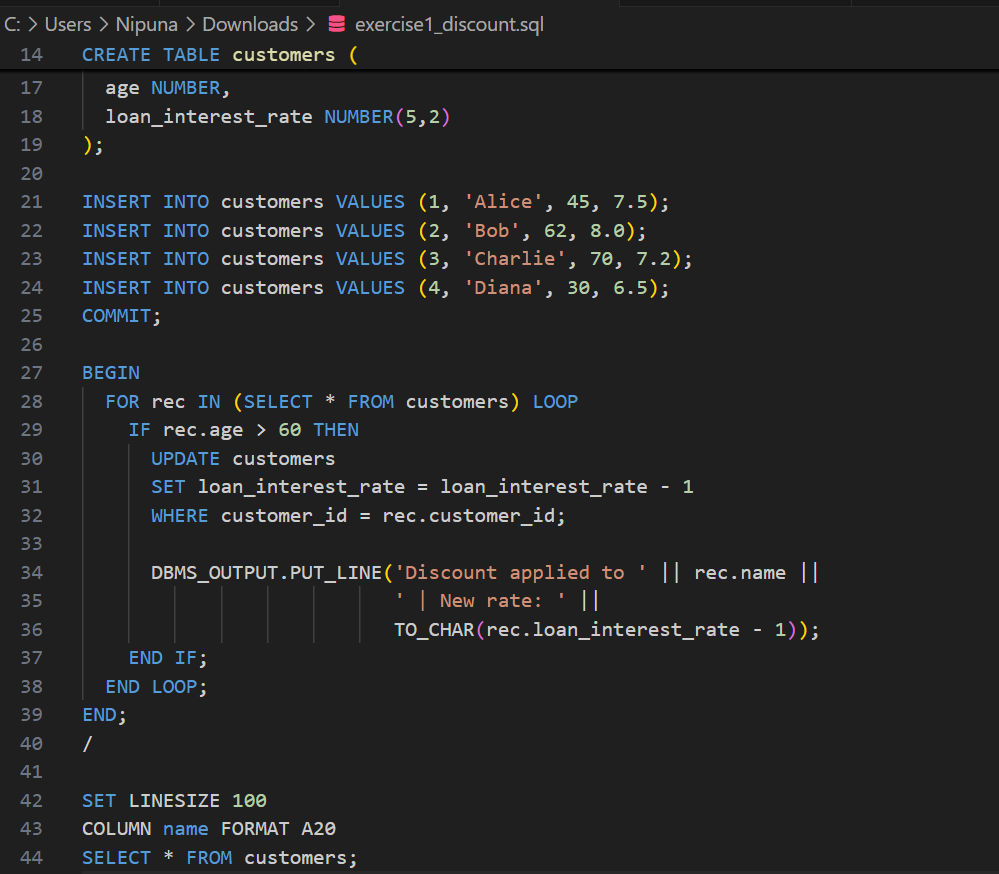 C: > Users > Nipuna > Downloads > exercise1_discount.sql
14 CREATE TABLE customers (
17 age NUMBER,
18 loan_interest_rate NUMBER(5,2)
19 );
20
21 INSERT INTO customers VALUES (1, 'Alice', 45, 7.5);
22 INSERT INTO customers VALUES (2, 'Bob', 62, 8.0);
23 INSERT INTO customers VALUES (3, 'Charlie', 70, 7.2);
24 INSERT INTO customers VALUES (4, 'Diana', 30, 6.5);
25 COMMIT;
26
27 BEGIN
28 FOR rec IN (SELECT * FROM customers) LOOP
29 IF rec.age > 60 THEN
30 UPDATE customers
31 SET loan_interest_rate = loan_interest_rate - 1
32 WHERE customer_id = rec.customer_id;
33
34 DBMS_OUTPUT.PUT_LINE('Discount applied to ' || rec.name ||
35 ' | New rate: ' ||
36 TO_CHAR(rec.loan_interest_rate - 1));
37 END IF;
38 END LOOP;
39 END;
40 /
41
42 SET LINESIZE 100
43 COLUMN name FORMAT A20
44 SELECT * FROM customers;